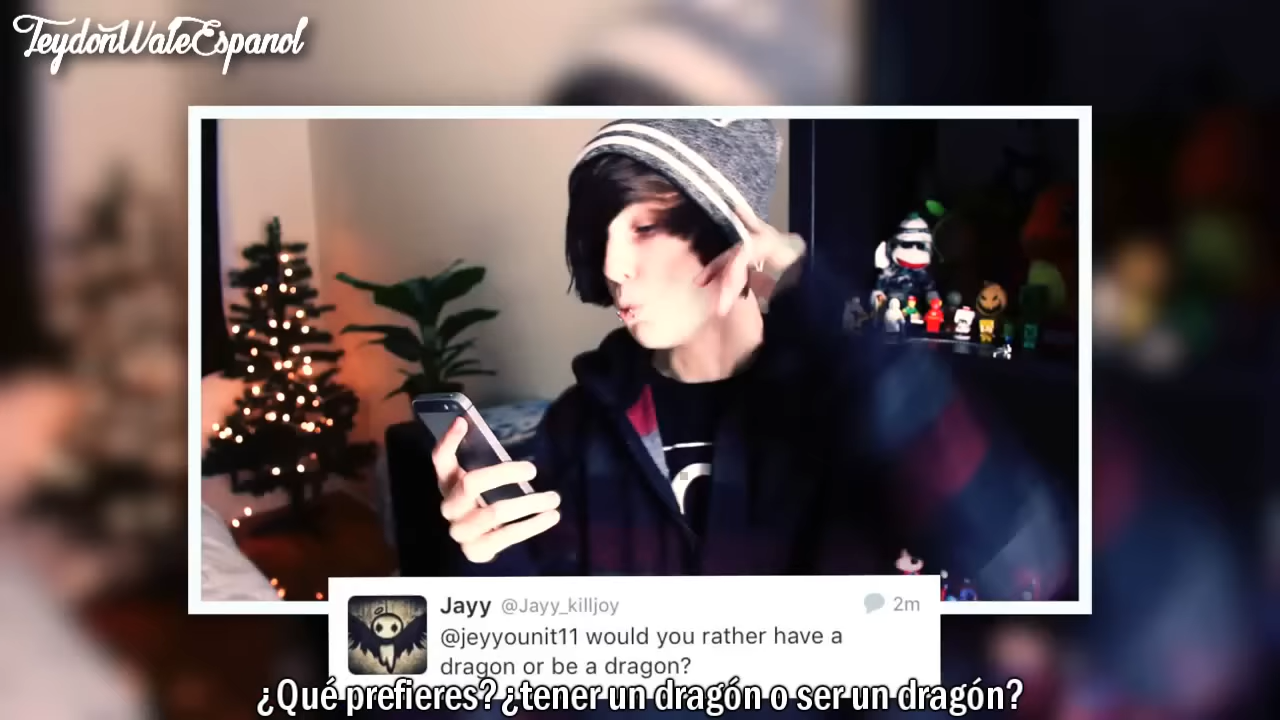 TeydonWaleEspanol
Jayy @Jayy_killjoy 2m
@jeyyounit11 would you rather have a
dragon or be a dragon?
¿Qué prefieres? ¿tener un dragón o ser un dragón?